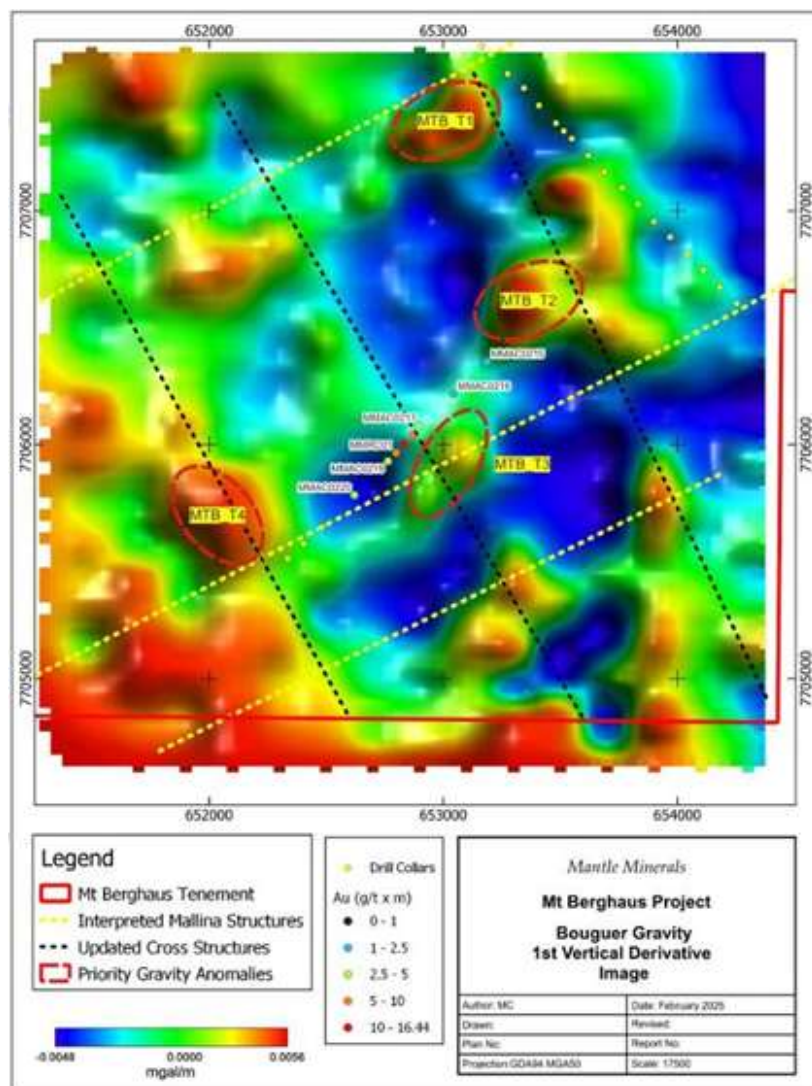 652000 653000 654000
MTB_T1
7707000 7707000
MTB_T2
MMAC0215
MMAC0216
MMAC0217
7706000 7706000
MTB_T3
MTB_T4
7705000 7705000
652000 653000 654000
Legend
Mt Berghaus Tenement
Interpreted Mallina Structures
Updated Cross Structures
Priority Gravity Anomalies
-0.0048 0.0000 0.0056
mgal/m
Drill Collars
Au (g/t x m)
0 - 1
1 - 2.5
2.5 - 5
5 - 10
10 - 16.44
Mantle Minerals
Mt Berghaus Project
Bouguer Gravity
1st Vertical Derivative
Image
Author: MC Date: February 2025
Drawn: Revised:
Plan No: Report No:
Projection:GDA94 MGA50 Scale: 17500